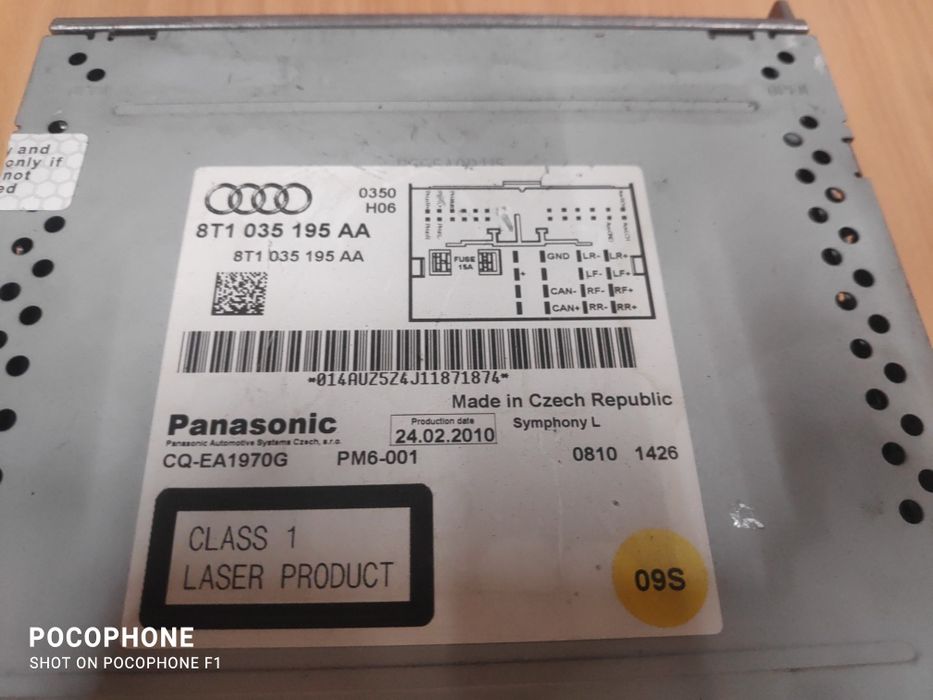 y and
only if
not
ed
0350
H06
8T1 035 195 AA
8T1 035 195 AA
FUSE
15A
+
GND LR- LR+
LF- LF+
CAN- RF- RF+
CAN+ RR- RR+
*014AUZ5Z4J11871874*
Made in Czech Republic
Panasonic
Panasonic Automotive Systems Czech, s.r.o.
Production date
24.02.2010
Symphony L
CQ-EA1970G PM6-001 0810 1426
CLASS 1
LASER PRODUCT
09S
POCOPHONE
SHOT ON POCOPHONE F1